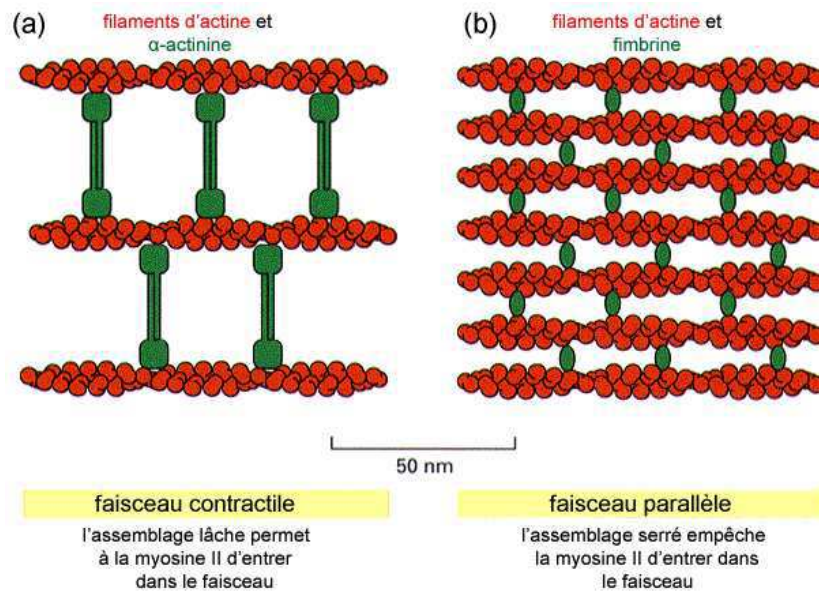 (a)
filaments d'actine et
α-actinine
(b)
filaments d'actine et
fimbrine
50 nm
faisceau contractile
l'assemblage lâche permet
à la myosine II d'entrer
dans le faisceau
faisceau parallèle
l'assemblage serré empêche
la myosine II d'entrer dans
le faisceau